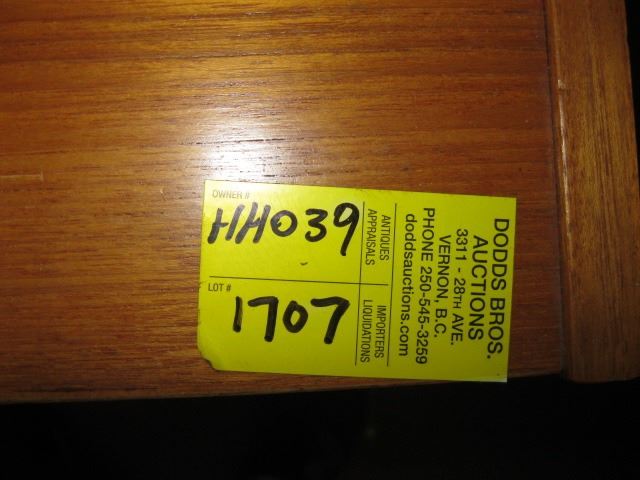 DODDS BROS.
AUCTIONS
3311 - 28TH AVE.
VERNON, B.C.
PHONE 250-545-3259
doddsauctions.com
ANTIQUES
APPRAISALS
IMPORTERS
LIQUIDATIONS
OWNER #
HH039
LOT #
1707